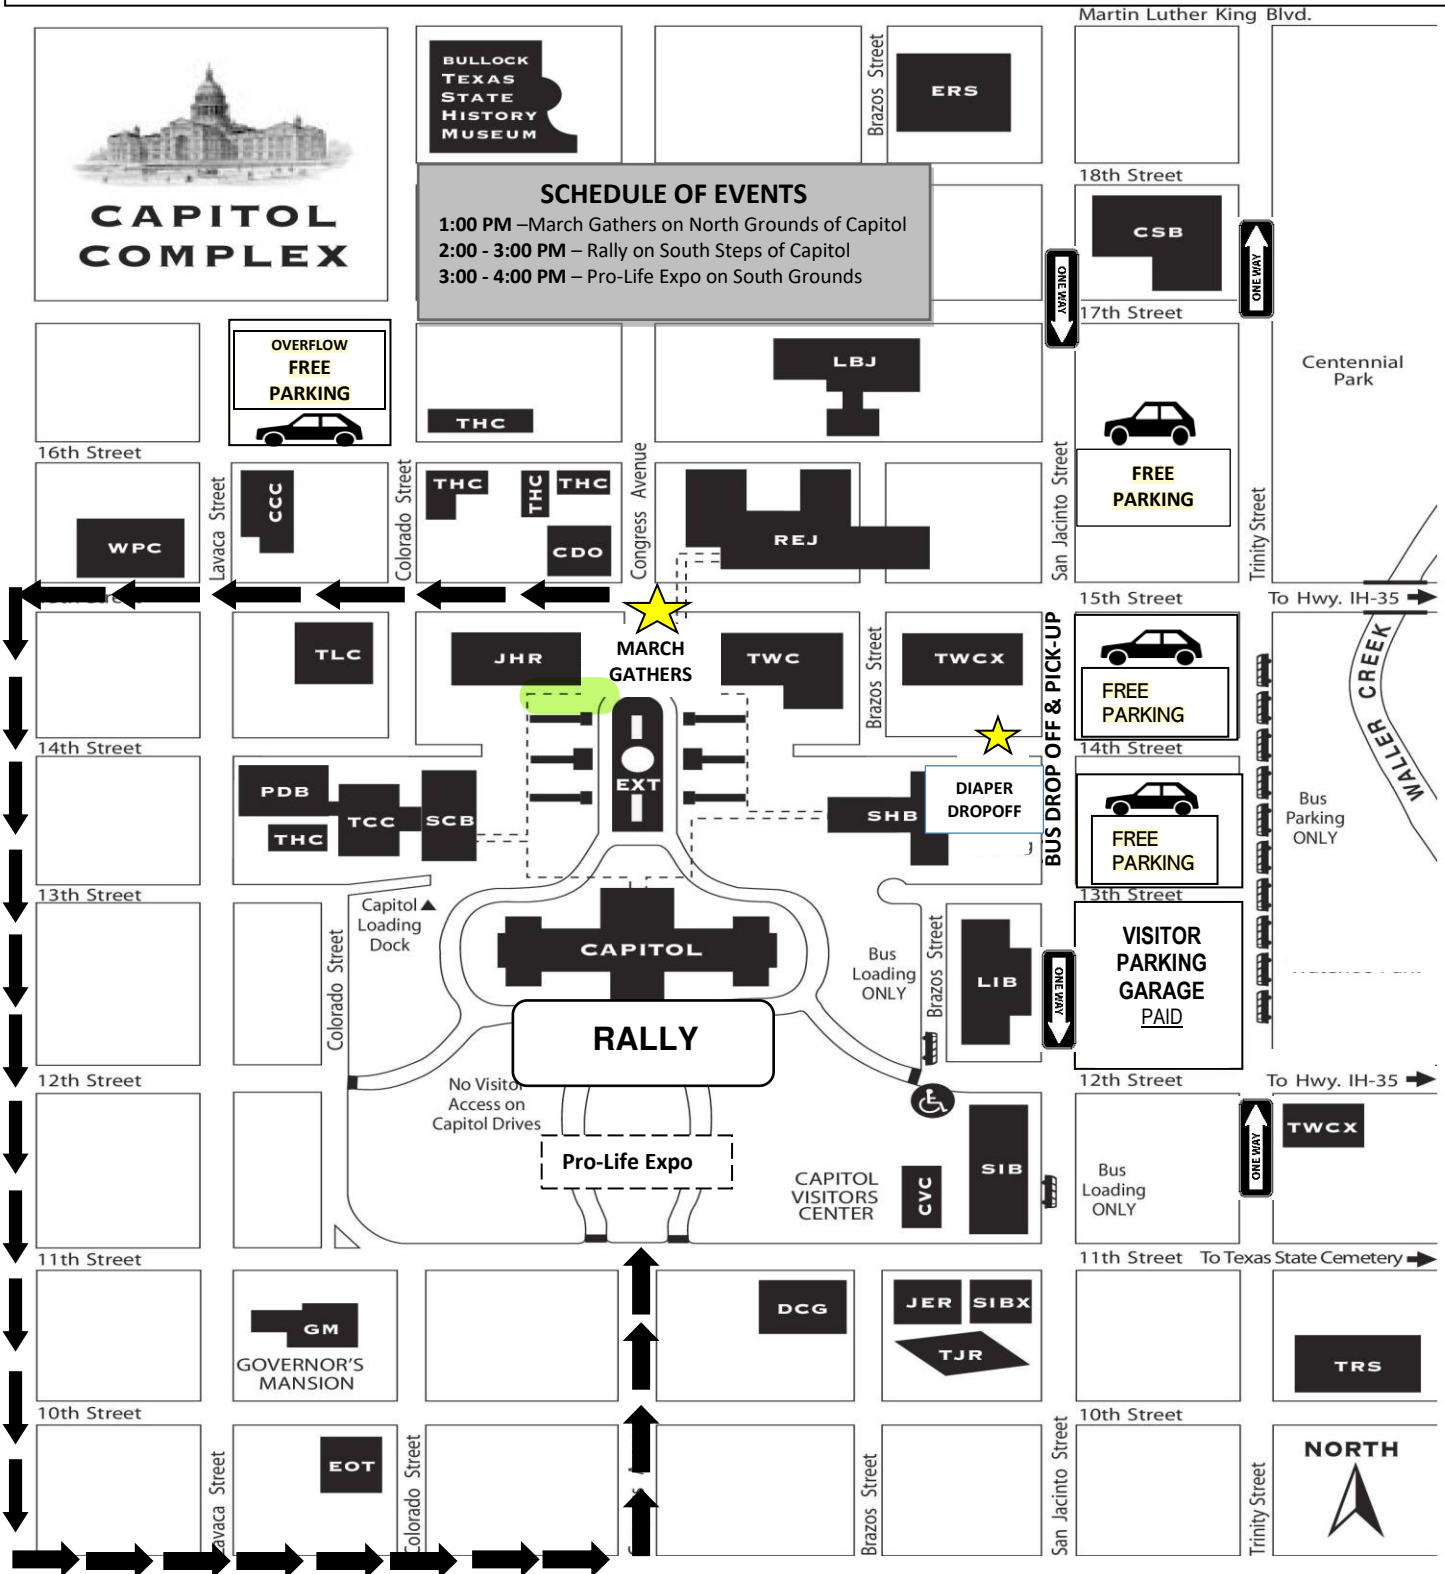 Martin Luther King Blvd.
CAPITOL
COMPLEX
BULLOCK
TEXAS
STATE
HISTORY
MUSEUM
Brazos Street
ERS
18th Street
SCHEDULE OF EVENTS
1:00 PM –March Gathers on North Grounds of Capitol
2:00 - 3:00 PM – Rally on South Steps of Capitol
3:00 - 4:00 PM – Pro-Life Expo on South Grounds
CSB
ONE WAY
ONE WAY
17th Street
OVERFLOW
FREE
PARKING
THC
LBJ
Centennial
Park
16th Street
Lavaca Street
Colorado Street
Congress Avenue
San Jacinto Street
Trinity Street
FREE
PARKING
WPC
CCC
THC
THC
THC
CDO
REJ
15th Street
To Hwy. IH-35
TLC
JHR
MARCH
GATHERS
TWC
Brazos Street
TWCX
BUS DROP OFF & PICK-UP
FREE
PARKING
WALLER CREEK
14th Street
14th Street
PDB
THC
TCC
SCB
EXT
SHB
DIAPER
DROPOFF
FREE
PARKING
Bus
Parking
ONLY
13th Street
13th Street
Capitol
Loading
Dock
Colorado Street
CAPITOL
Bus
Loading
ONLY
Brazos Street
LIB
ONE WAY
VISITOR
PARKING
GARAGE
PAID
RALLY
12th Street
12th Street
To Hwy. IH-35
No Visitor
Access on
Capitol Drives
Pro-Life Expo
CAPITOL
VISITORS
CENTER
CVC
SIB
Bus
Loading
ONLY
ONE WAY
TWCX
11th Street
11th Street
To Texas State Cemetery
GM
GOVERNOR'S
MANSION
DCG
JER
SIBX
TJR
TRS
10th Street
10th Street
Lavaca Street
EOT
Colorado Street
Brazos Street
San Jacinto Street
Trinity Street
NORTH